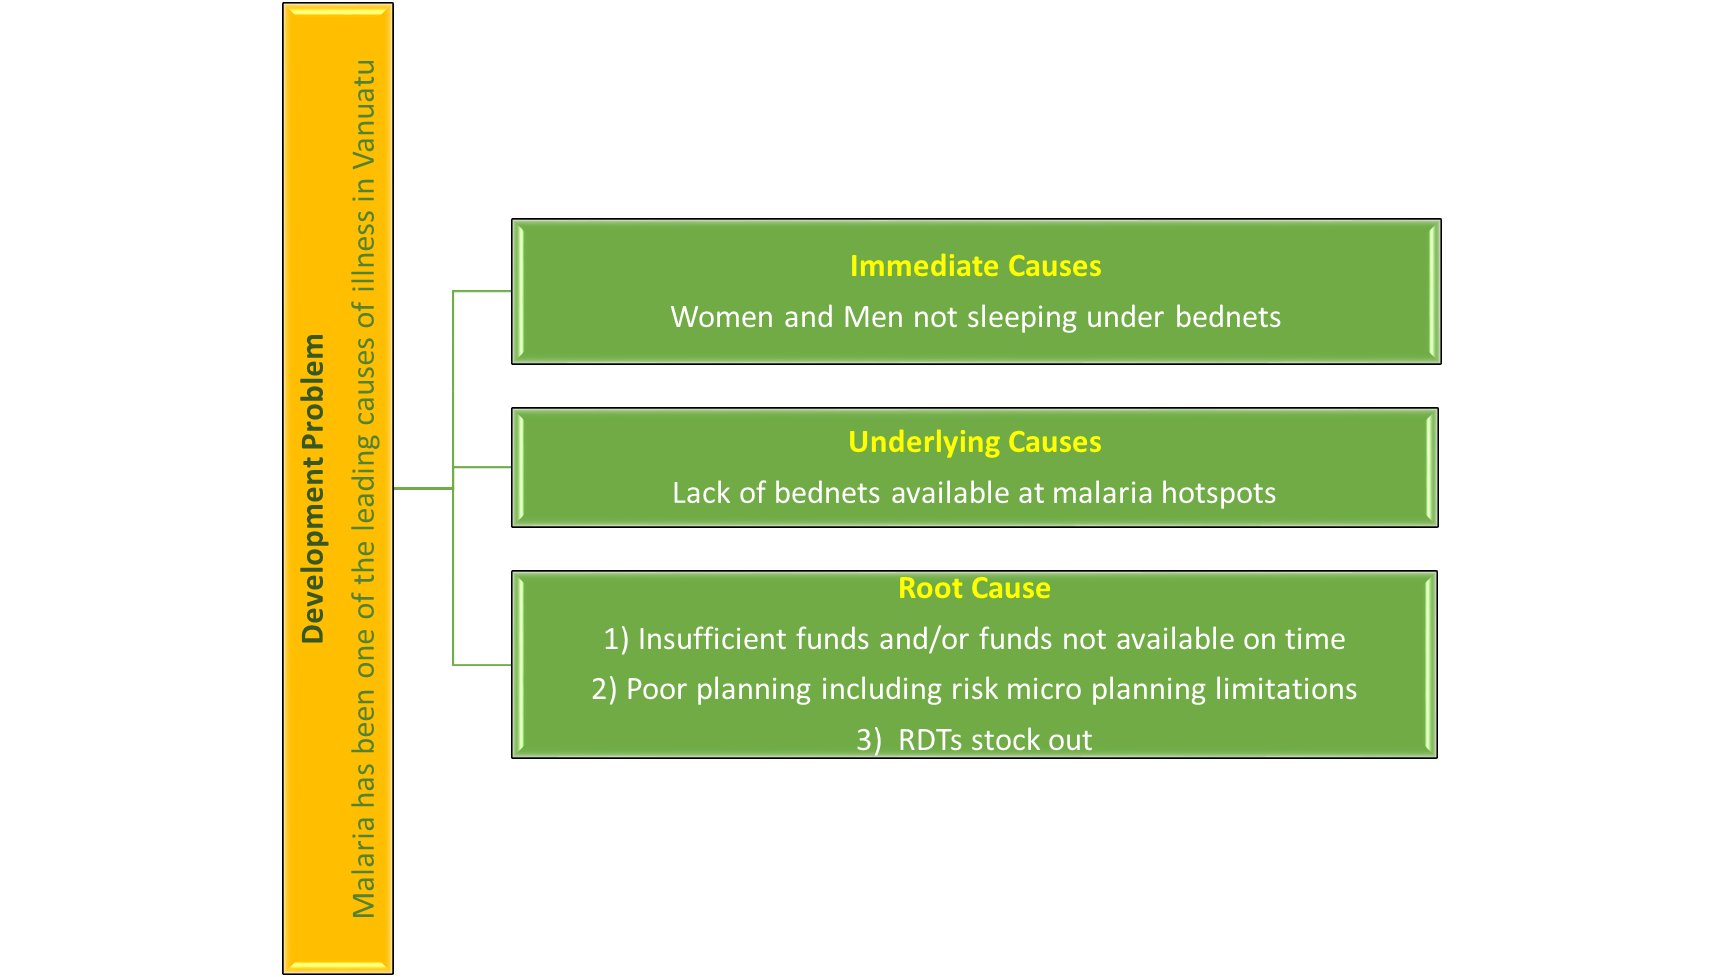 Development Problem
Malaria has been one of the leading causes of illness in Vanuatu
Immediate Causes
Women and Men not sleeping under bednets
Underlying Causes
Lack of bednets available at malaria hotspots
Root Cause
1) Insufficient funds and/or funds not available on time
2) Poor planning including risk micro planning limitations
3)  RDTs stock out